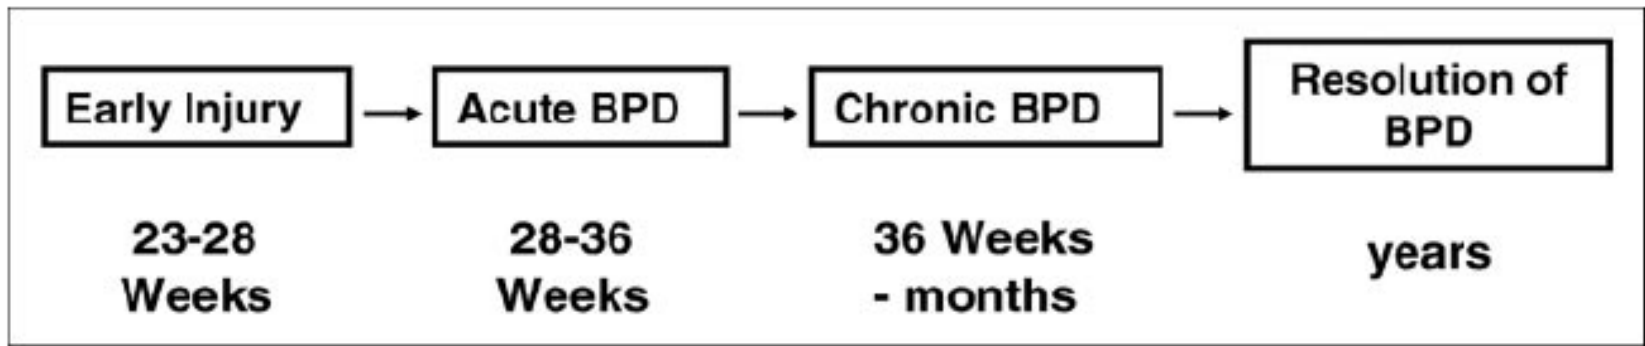 Early Injury
Acute BPD
Chronic BPD
Resolution of
BPD
23-28
Weeks
28-36
Weeks
36 Weeks
- months
years